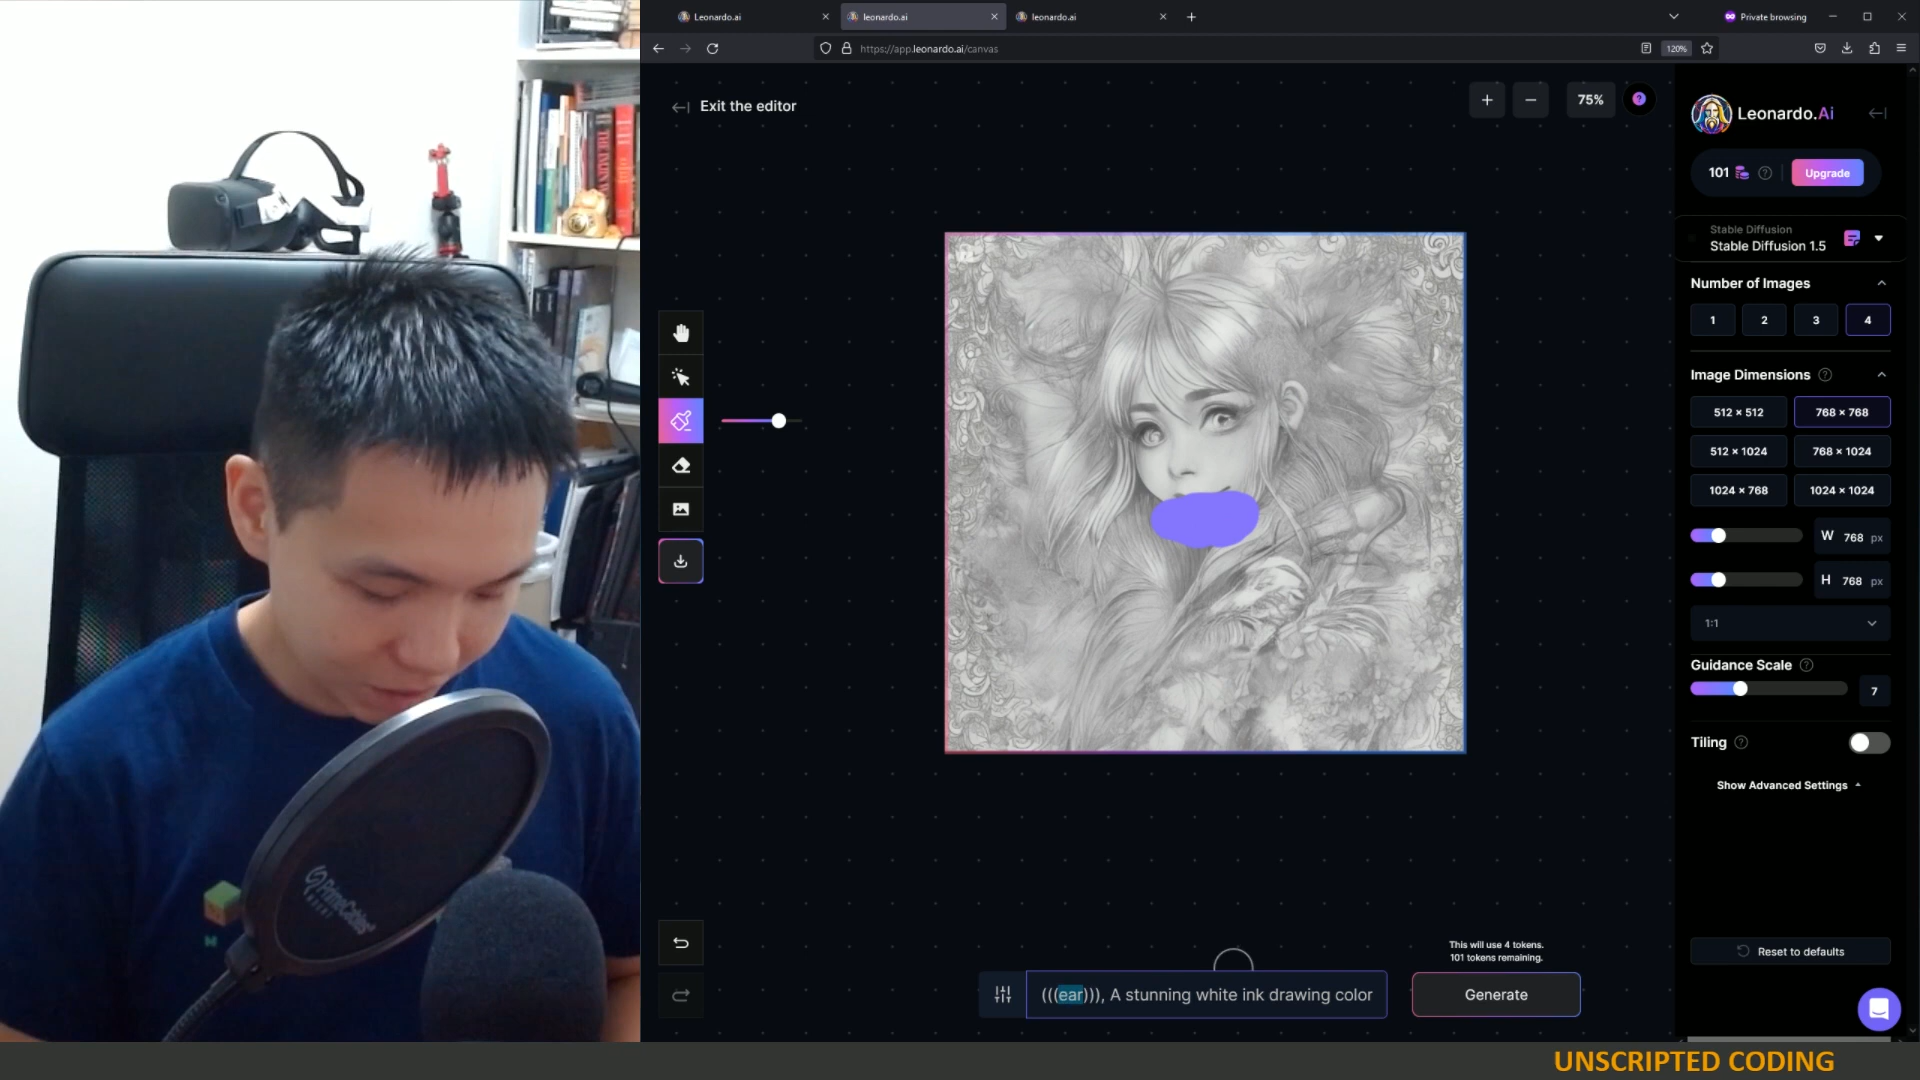 Leonardo.ai
leonardo.ai
leonardo.ai
Private browsing
https://app.leonardo.ai/canvas
120%
Exit the editor
75%
Leonardo.Ai
101
Upgrade
Stable Diffusion
Stable Diffusion 1.5
Number of Images
1 2 3 4
Image Dimensions
512 × 512 768 × 768
512 × 1024 768 × 1024
1024 × 768 1024 × 1024
W 768 px
H 768 px
1:1
Guidance Scale
7
Tiling
Show Advanced Settings
Reset to defaults
This will use 4 tokens.
101 tokens remaining.
(((ear))), A stunning white ink drawing color
Generate
PrimeCables
UNSCRIPTED CODING